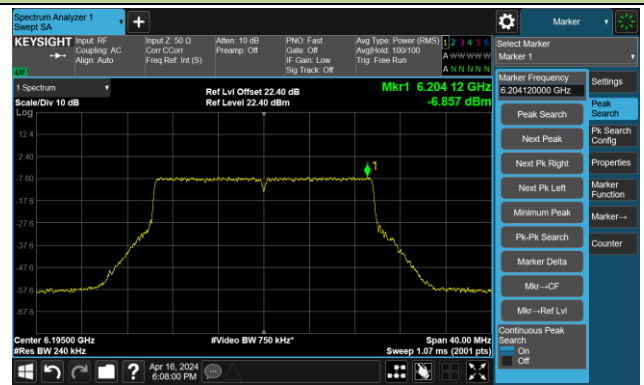 Spectrum Analyzer 1
Swept SA
Marker
KEYSIGHT
Input: RF
Coupling: AC
Align: Auto
Input Z: 50 Ω
Corr CCorr
Freq Ref: Int (S)
Atten: 10 dB
Preamp: Off
PNO: Fast
Gate: Off
IF Gain: Low
Sig Track: Off
Avg Type: Power (RMS)
Avg|Hold: 100/100
Trig: Free Run
1 2 3 4 5 6
A W W W W W
A N N N N N
Select Marker
Marker 1
1 Spectrum
Scale/Div 10 dB
Log
Ref Lvl Offset 22.40 dB
Ref Level 22.40 dBm
Mkr1 6.204 12 GHz
-6.857 dBm
Marker Frequency
6.204120000 GHz
Peak Search
Next Peak
Next Pk Right
Next Pk Left
Minimum Peak
Pk-Pk Search
Marker Delta
Mkr→CF
Mkr→Ref Lvl
Continuous Peak
Search
On
Off
Settings
Peak
Search
Pk Search
Config
Properties
Marker
Function
Marker→
Counter
12.4
2.40
-7.60
-17.6
-27.6
-37.6
-47.6
-57.6
-67.6
1
Center 6.19500 GHz
#Res BW 240 kHz
#Video BW 750 kHz*
Span 40.00 MHz
Sweep 1.07 ms (2001 pts)
?
Apr 16, 2024
6:08:00 PM